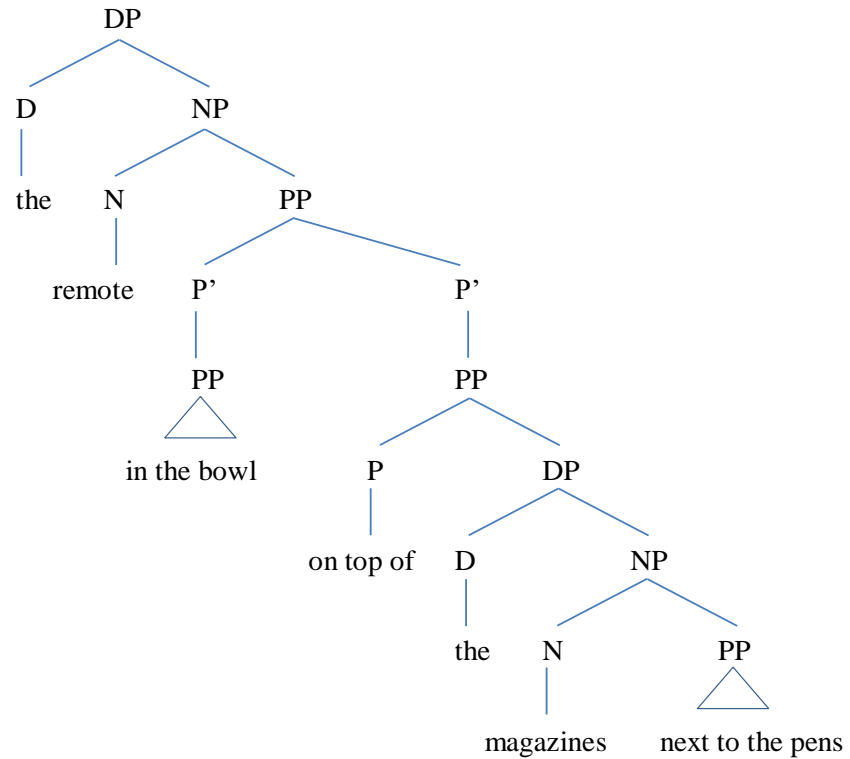 DP
D NP
the N PP
remote P’ P’
PP PP
in the bowl P DP
on top of D NP
the N PP
magazines next to the pens